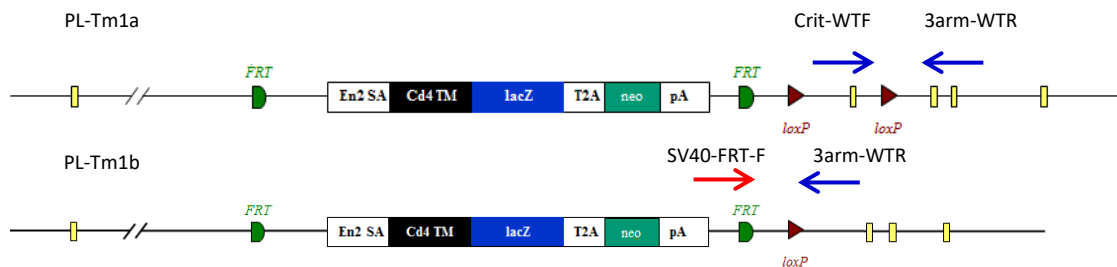 PL-Tm1a Crit-WTF 3arm-WTR
FRT FRT
En2 SA Cd4 TM lacZ T2A neo pA
loxP loxP
PL-Tm1b SV40-FRT-F 3arm-WTR
FRT FRT
En2 SA Cd4 TM lacZ T2A neo pA
loxP